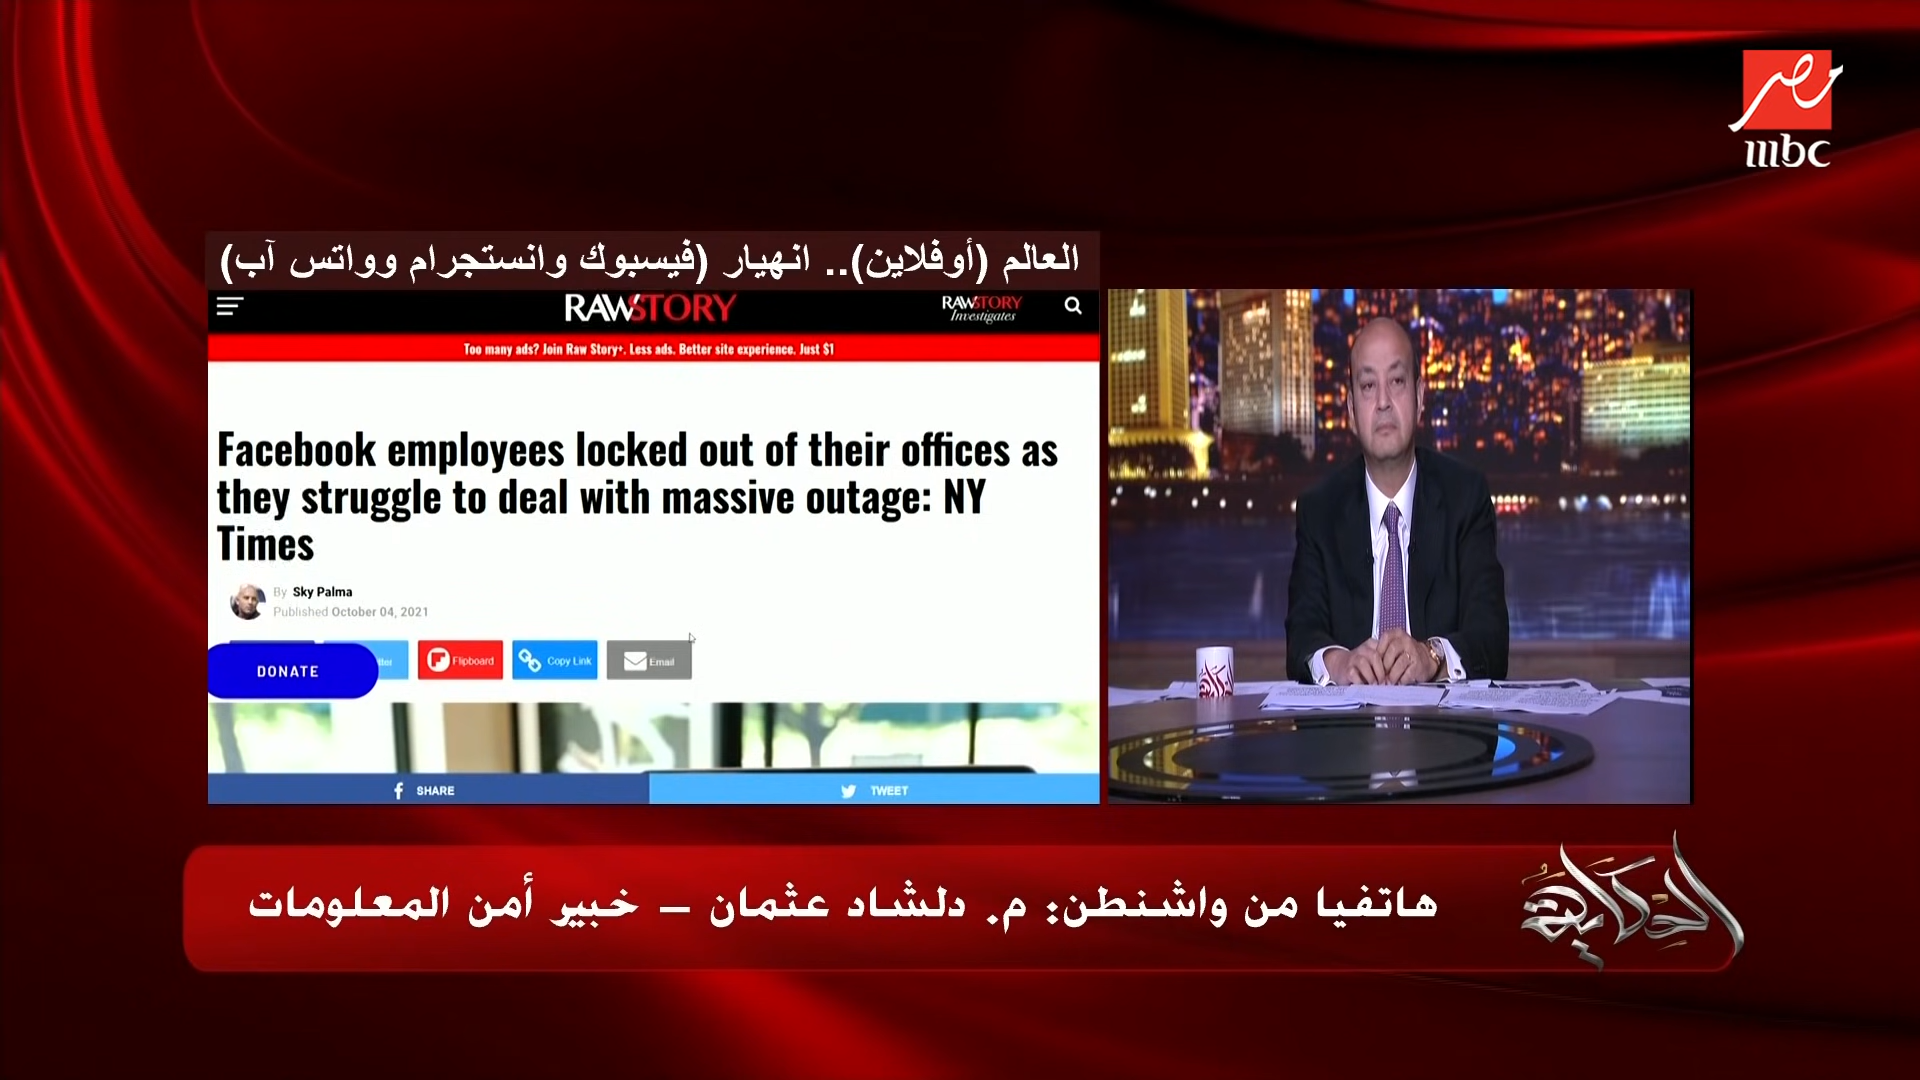 مصر
mbc
العالم (أوفلاين).. انهيار (فيسبوك وانستجرام وواتس آب)
RAWSTORY
RAWSTORY
Investigates
Too many ads? Join Raw Story+. Less ads. Better site experience. Just $1
Facebook employees locked out of their offices as
they struggle to deal with massive outage: NY
Times
By Sky Palma
Published October 04, 2021
DONATE
tter
Flipboard
Copy Link
Email
SHARE
TWEET
الحكاية
هاتفيا من واشنطن: م. دلشاد عثمان – خبير أمن المعلومات
الحكاية